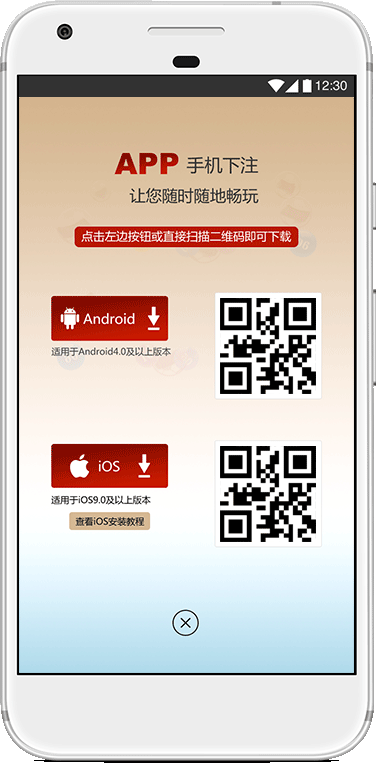 12:30
APP 手机下注
让您随时随地畅玩
点击左边按钮或直接扫描二维码即可下载
Android
适用于Android4.0及以上版本
iOS
适用于iOS9.0及以上版本
查看iOS安装教程